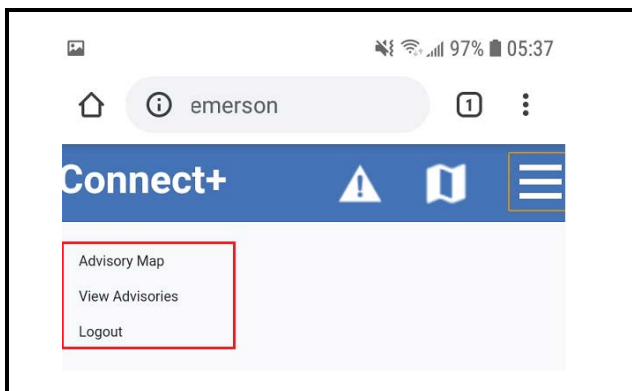 97% 05:37
emerson 1
Connect+
Advisory Map
View Advisories
Logout